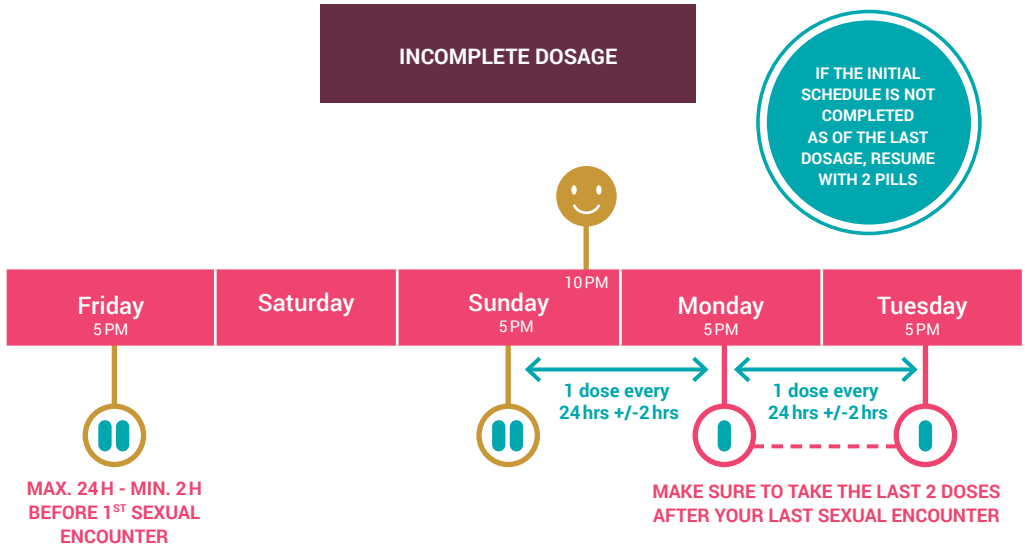 INCOMPLETE DOSAGE
IF THE INITIAL
SCHEDULE IS NOT
COMPLETED
AS OF THE LAST
DOSAGE, RESUME
WITH 2 PILLS
10 PM
Friday
5 PM
Saturday
Sunday
5 PM
Monday
5 PM
Tuesday
5 PM
1 dose every
24 hrs +/-2 hrs
1 dose every
24 hrs +/-2 hrs
MAX. 24 H - MIN. 2 H
BEFORE 1ST SEXUAL
ENCOUNTER
MAKE SURE TO TAKE THE LAST 2 DOSES
AFTER YOUR LAST SEXUAL ENCOUNTER